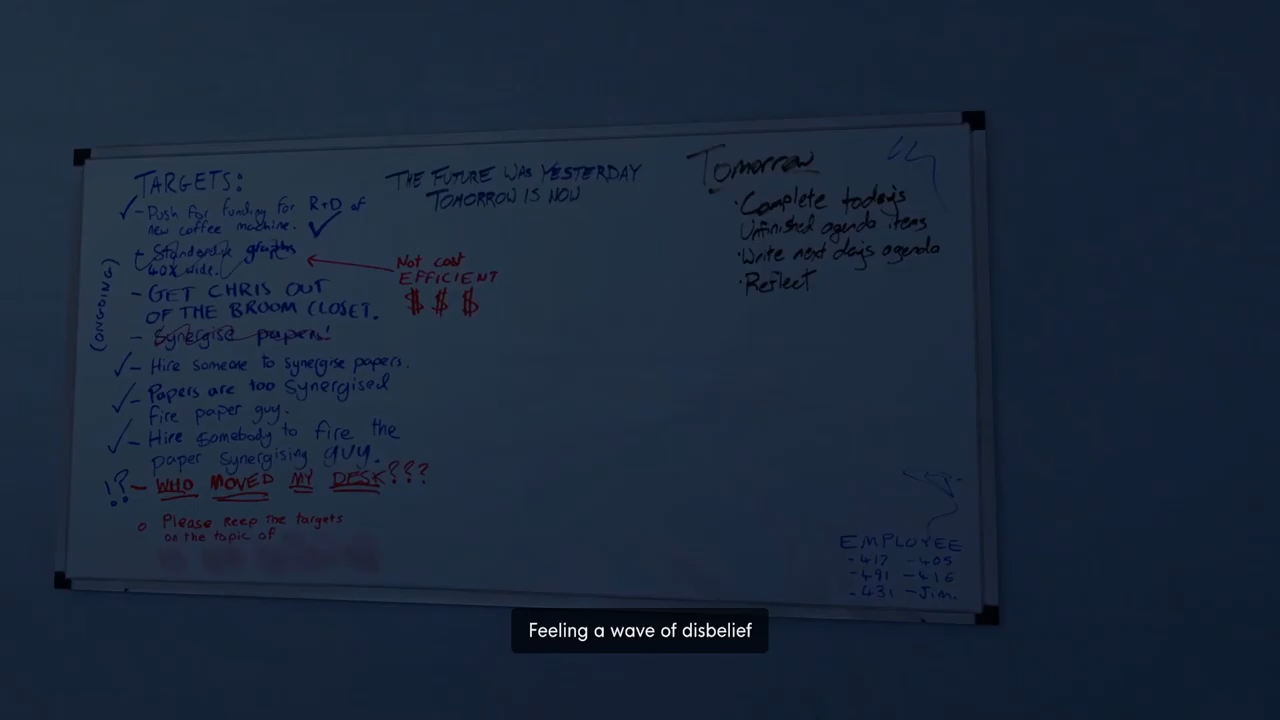 TARGETS:
- Push for funding for R+D of
new coffee machine.
- Standardize graphs
40X wide.
(ONGOING)
- GET CHRIS OUT
OF THE BROOM CLOSET.
- Synergise papers!
- Hire someone to synergise papers.
- Papers are too Synergised
fire paper guy.
- Hire somebody to fire the
paper synergising guy.
!? - WHO MOVED MY DESK???
o Please keep the targets
on the topic of
THE FUTURE WAS YESTERDAY
TOMORROW IS NOW
Not cost
EFFICIENT
$ $ $
Tomorrow
· Complete today's
Unfinished agenda items
· Write next days agenda
· Reflect
EMPLOYEE
- 417 - 405
- 491 - 416
- 431 - Jim.
Feeling a wave of disbelief